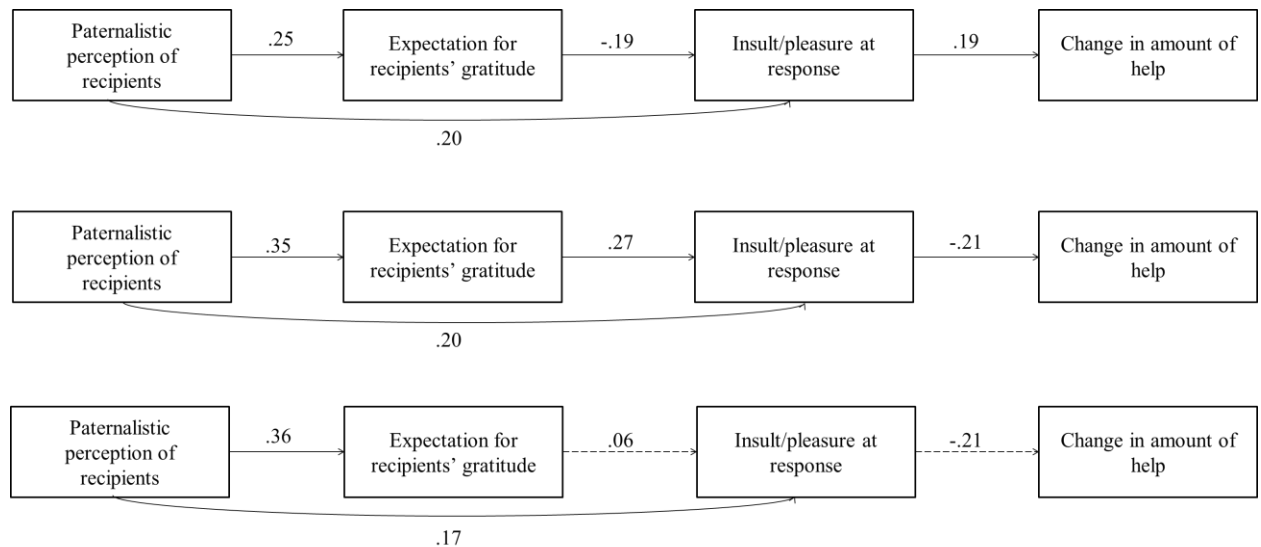 Paternalistic
perception of
recipients
.25
Expectation for
recipients’ gratitude
-.19
Insult/pleasure at
response
.19
Change in amount of
help
.20
Paternalistic
perception of
recipients
.35
Expectation for
recipients’ gratitude
.27
Insult/pleasure at
response
-.21
Change in amount of
help
.20
Paternalistic
perception of
recipients
.36
Expectation for
recipients’ gratitude
.06
Insult/pleasure at
response
-.21
Change in amount of
help
.17